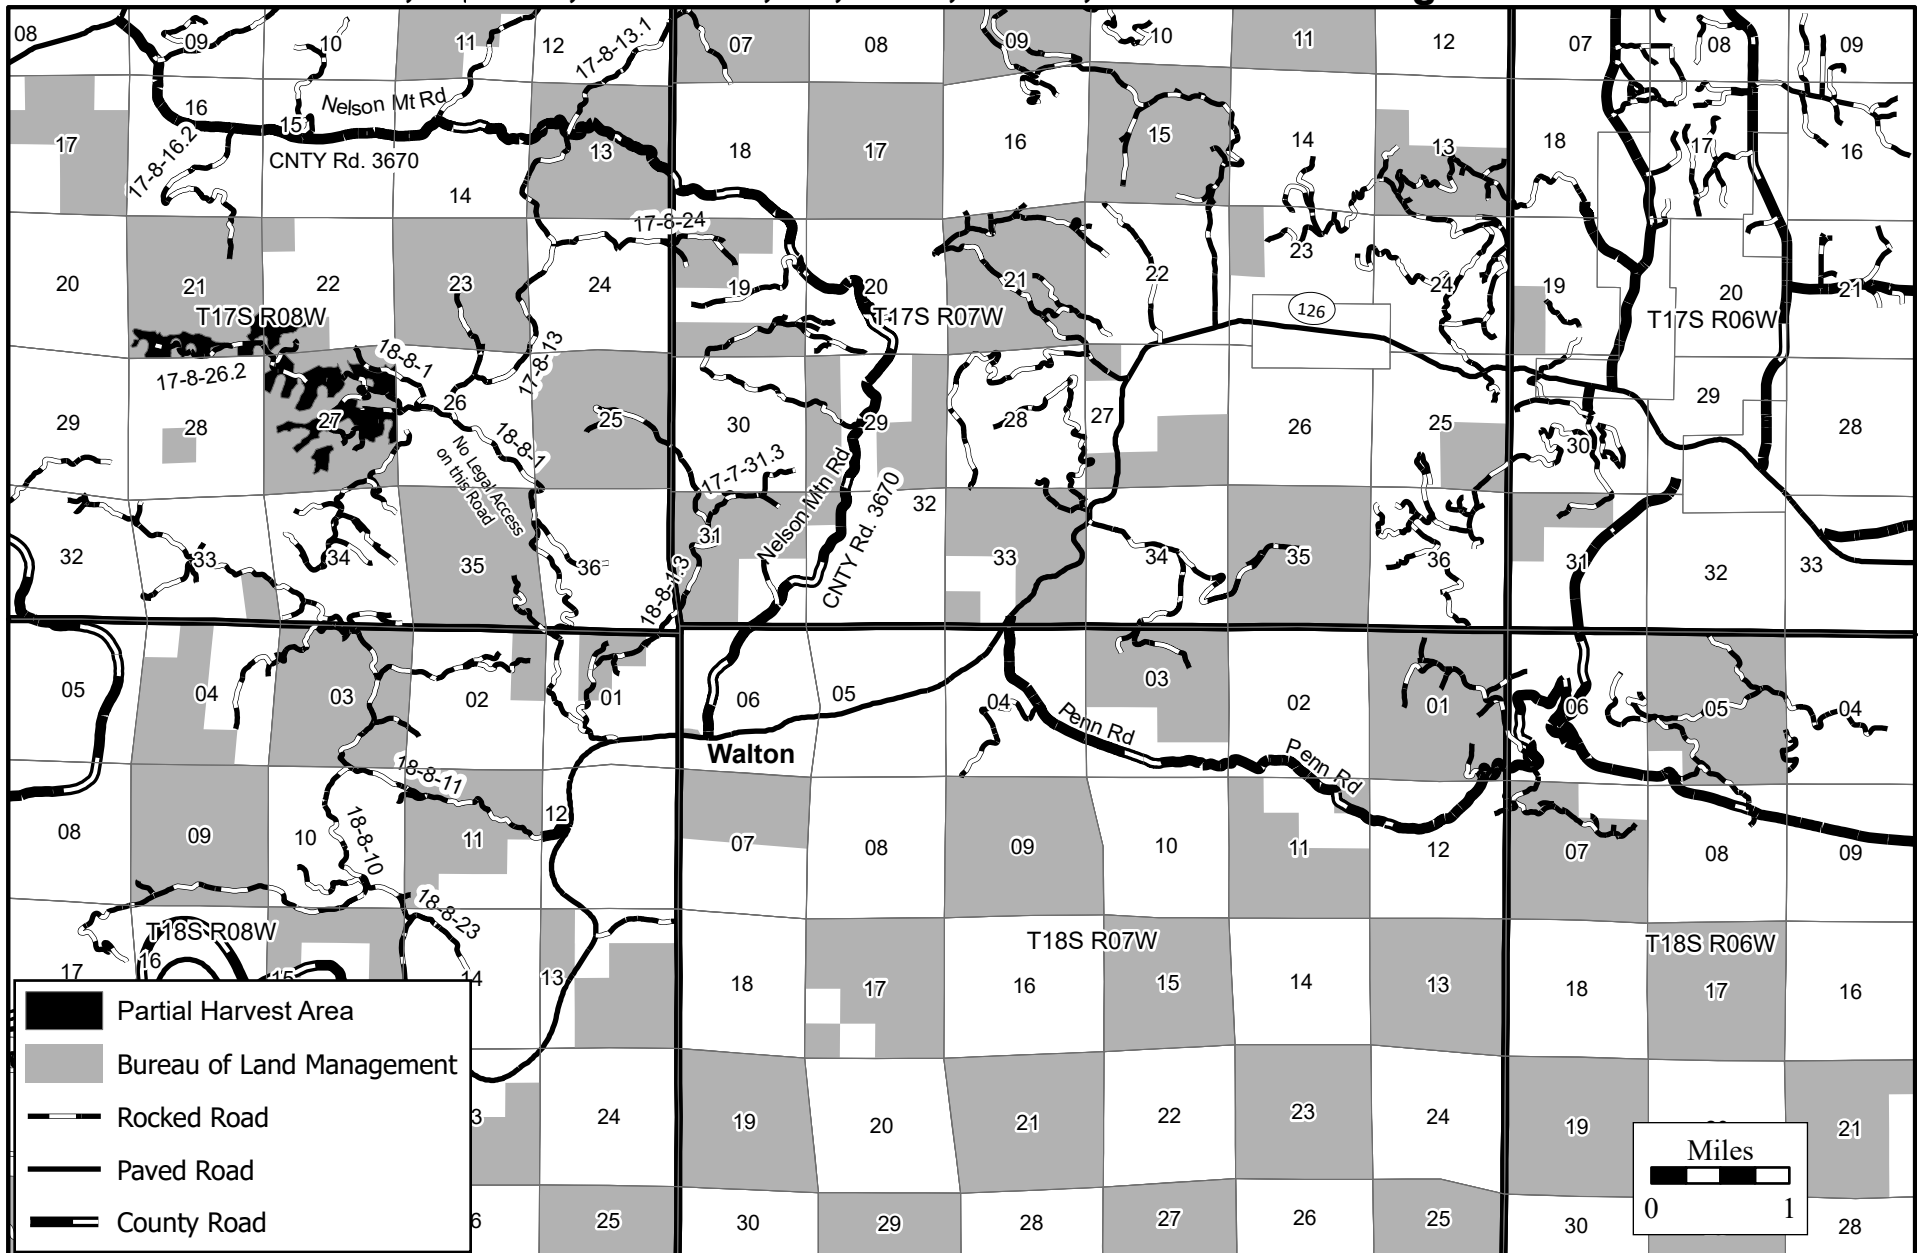 08 09 10 11 12 17-8-13.1 07 08 09 10 11 12 07 08 09
Nelson Mt Rd
16 15
CNTY Rd. 3670
17 17-8-16.2 14 13 18 17 16 15 14 13 18 17 16
17-8-24
20 21 22 23 24 19 20 21 22 23 24 19 20 21
T17S R08W T17S R07W 126 T17S R06W
17-8-26.2 18-8-1 17-8-13
29 28 27 26 25 30 29 28 27 26 25 30 29 28
18-8-1
No Legal Access
on this Road
17-7-31.3
Nelson Mtn Rd
CNTY Rd. 3670
32 33 34 35 36 31 32 33 34 35 36 31 32 33
18-8-1.3
05 04 03 02 01 06 05 04 03 02 01 06 05 04
Penn Rd
Penn Rd
Walton
18-8-11
08 09 10 11 12 07 08 09 10 11 12 07 08 09
18-8-10
18-8-23
T18S R08W T18S R07W T18S R06W
17 16 15 14 13 18 17 16 15 14 13 18 17 16
3 24 19 20 21 22 23 24 19 21
6 25 30 29 28 27 26 25 30 28
Partial Harvest Area
Bureau of Land Management
Rocked Road
Paved Road
County Road
Miles
0 1